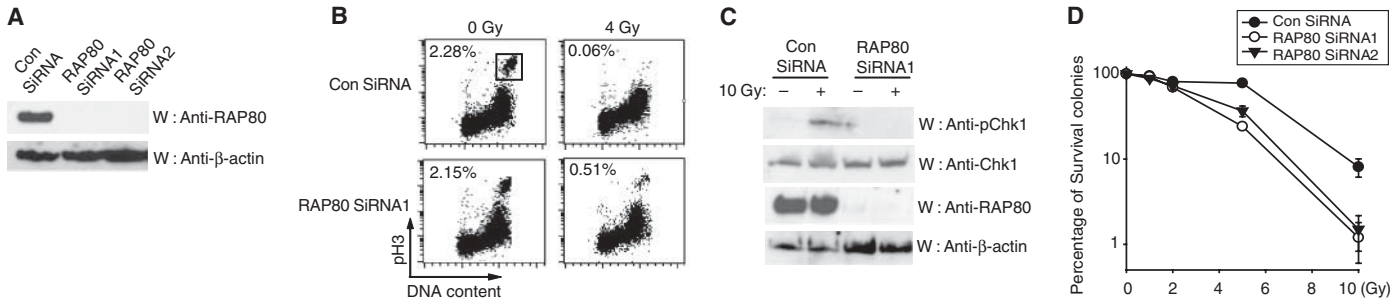 A
Con SiRNA
RAP80 SiRNA1
RAP80 SiRNA2
W : Anti-RAP80
W : Anti-β-actin
B
0 Gy
4 Gy
Con SiRNA
2.28%
0.06%
RAP80 SiRNA1
2.15%
0.51%
pH3
DNA content
C
Con SiRNA
RAP80 SiRNA1
10 Gy: − + − +
W : Anti-pChk1
W : Anti-Chk1
W : Anti-RAP80
W : Anti-β-actin
D
Con SiRNA
RAP80 SiRNA1
RAP80 SiRNA2
Percentage of Survival colonies
100
10
1
0 2 4 6 8 10 (Gy)